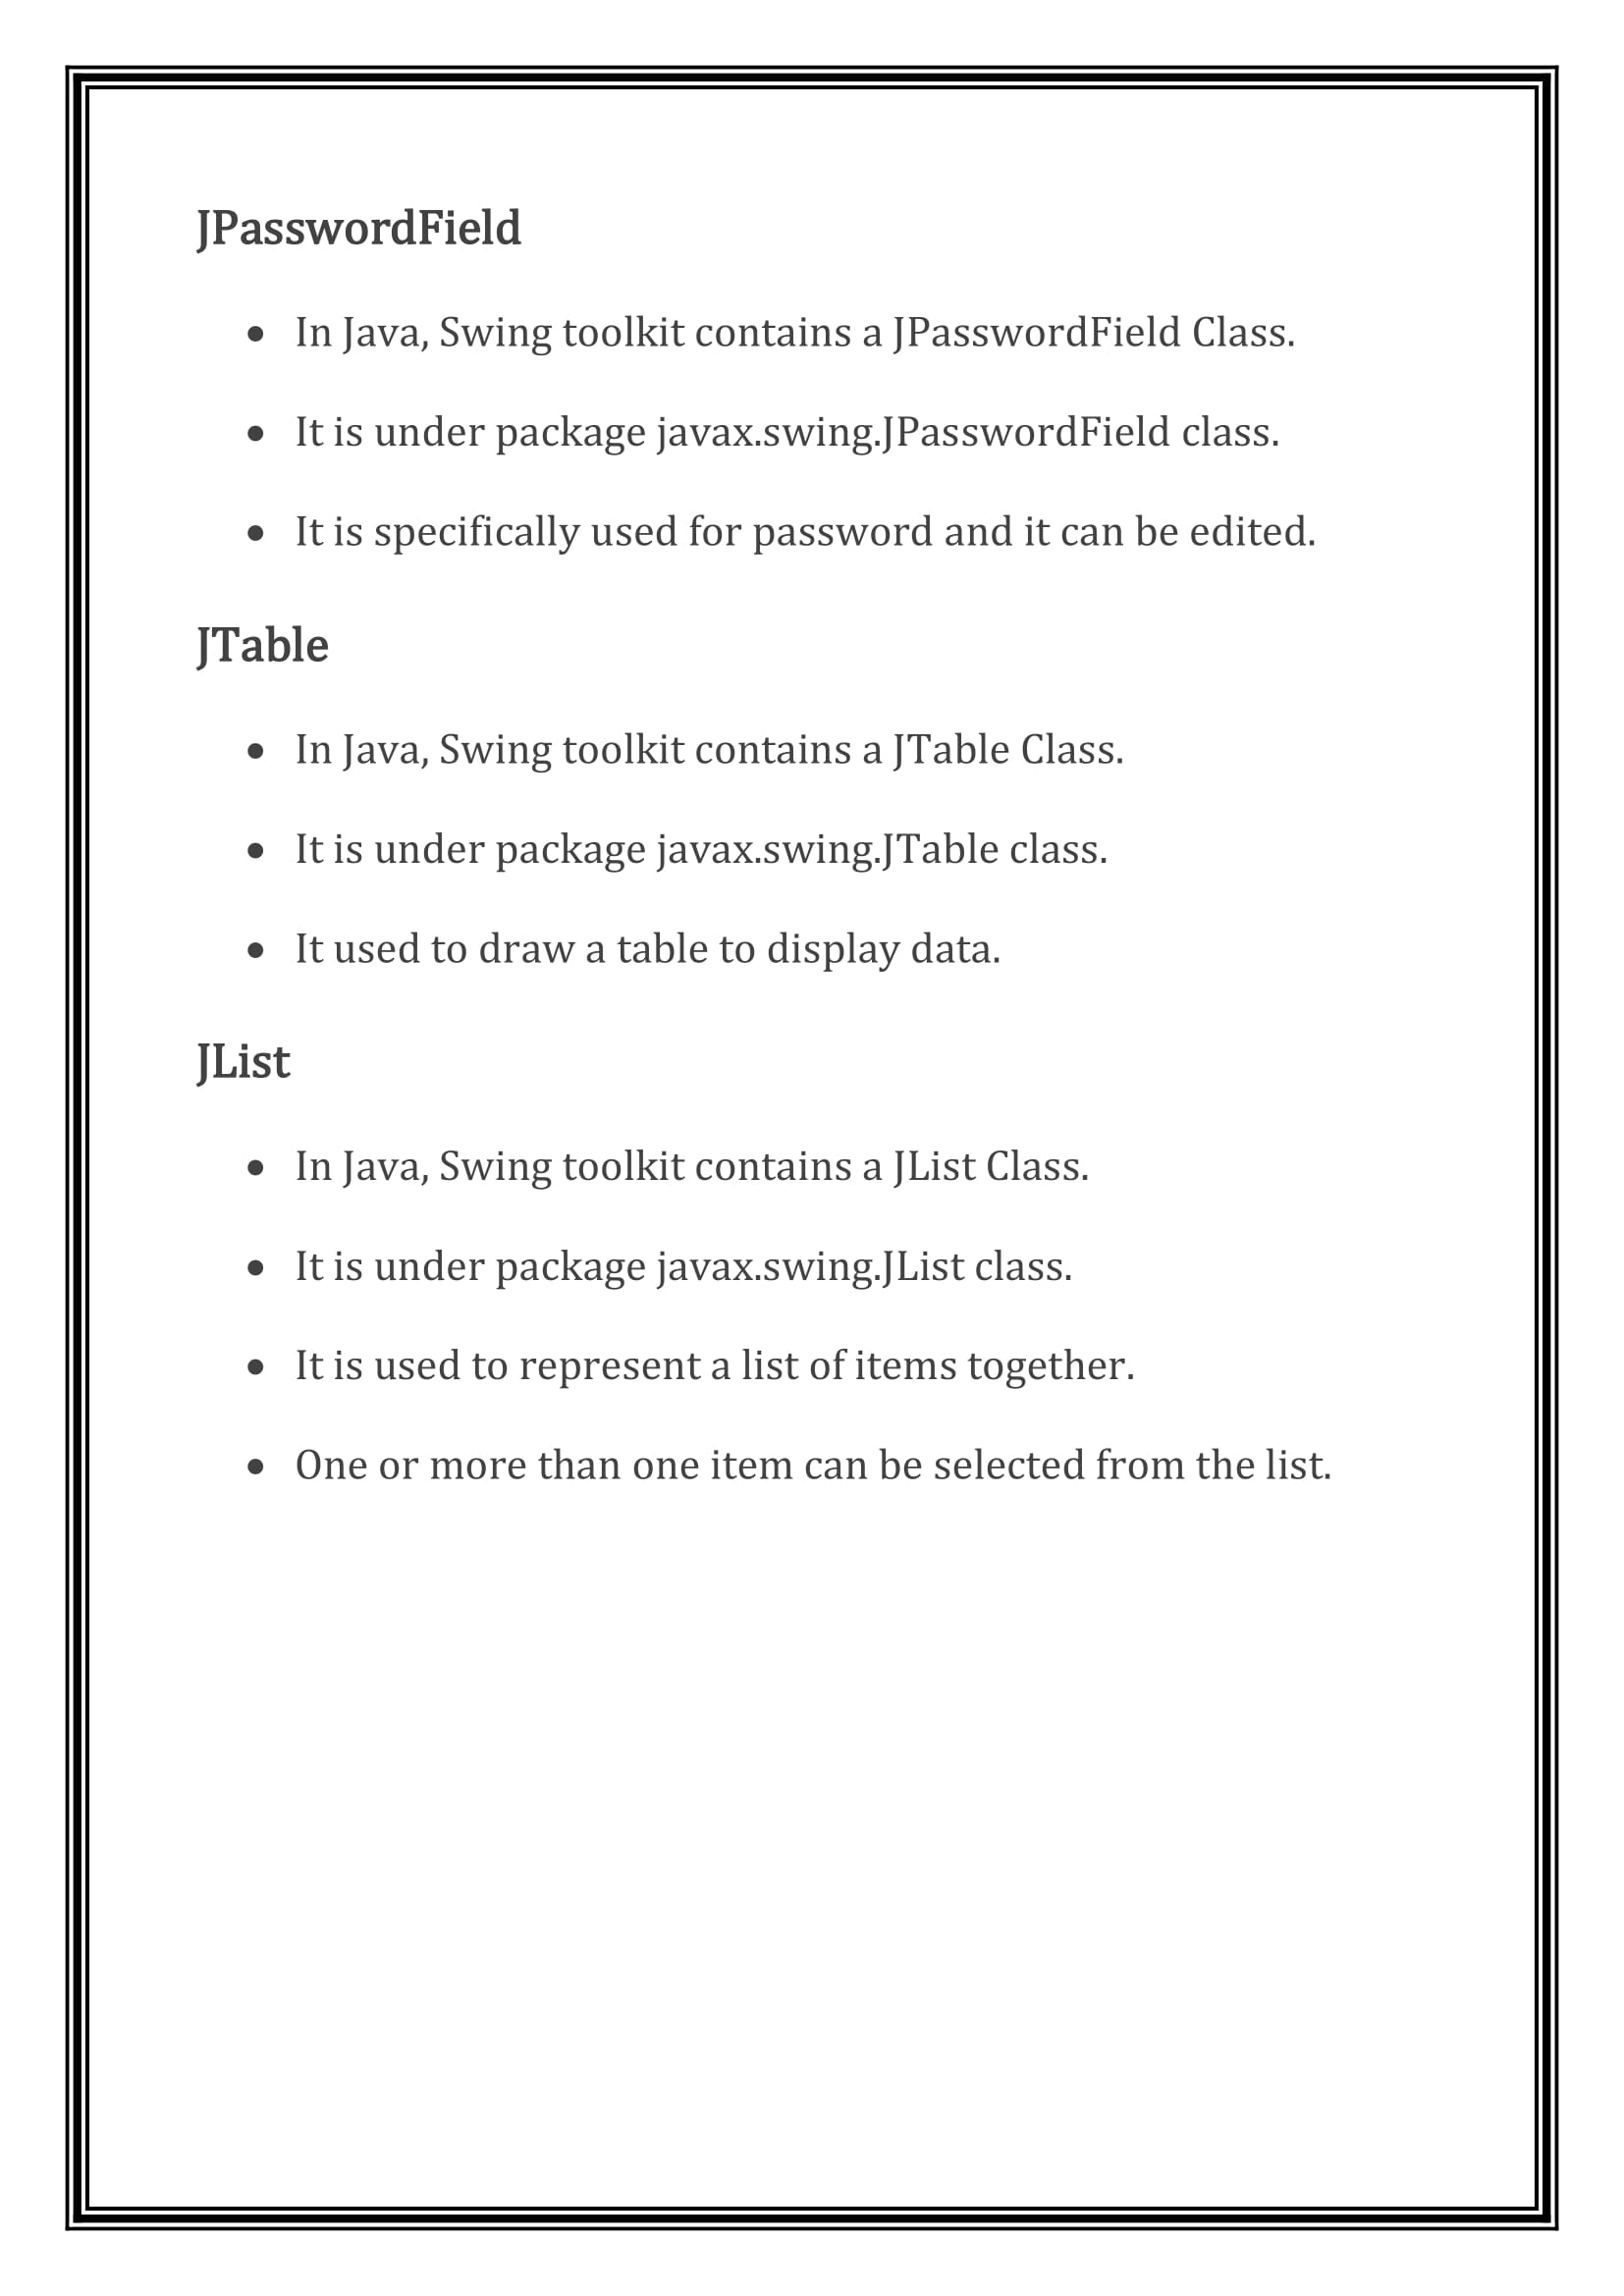 JPasswordField
• In Java, Swing toolkit contains a JPasswordField Class.
• It is under package javax.swing.JPasswordField class.
• It is specifically used for password and it can be edited.
JTable
• In Java, Swing toolkit contains a JTable Class.
• It is under package javax.swing.JTable class.
• It used to draw a table to display data.
JList
• In Java, Swing toolkit contains a JList Class.
• It is under package javax.swing.JList class.
• It is used to represent a list of items together.
• One or more than one item can be selected from the list.